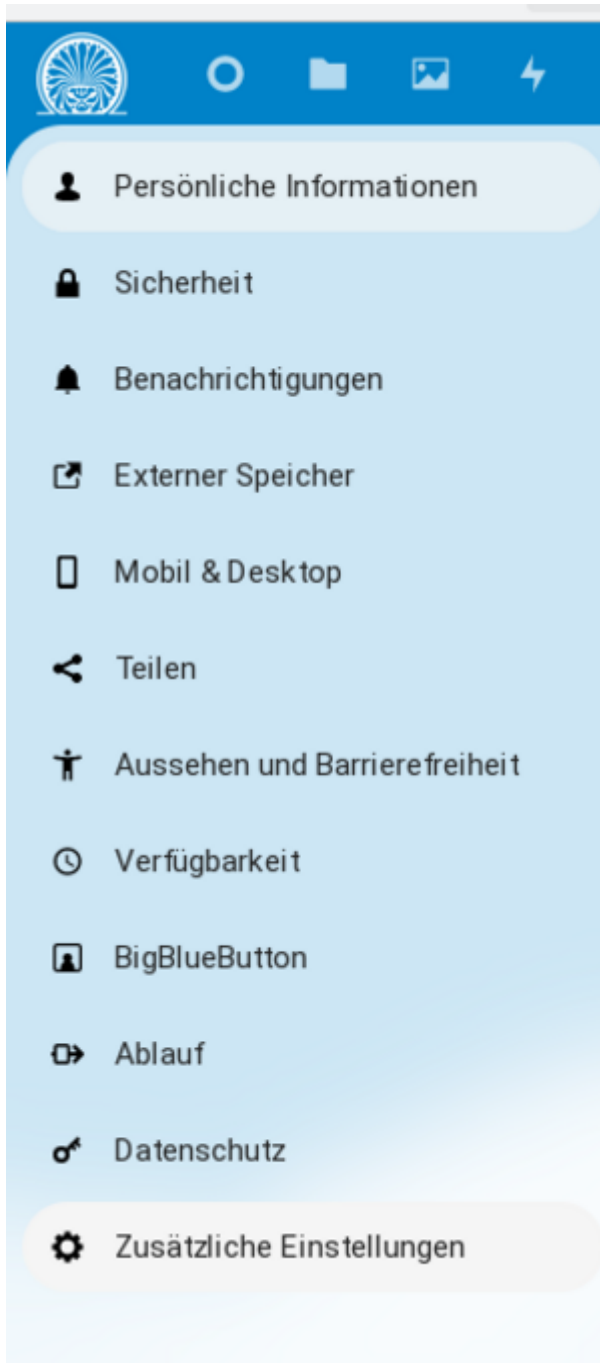 Persönliche Informationen
Sicherheit
Benachrichtigungen
Externer Speicher
Mobil & Desktop
Teilen
Aussehen und Barrierefreiheit
Verfügbarkeit
BigBlueButton
Ablauf
Datenschutz
Zusätzliche Einstellungen